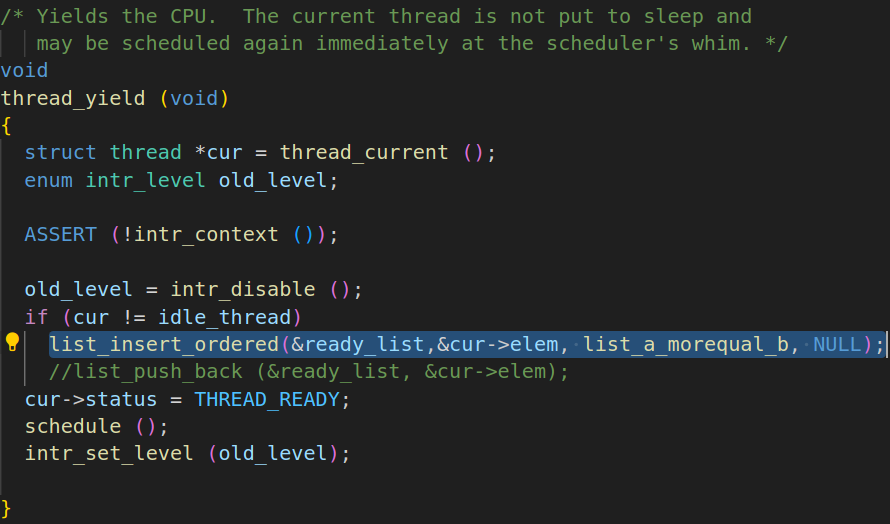 /* Yields the CPU.  The current thread is not put to sleep and
   may be scheduled again immediately at the scheduler's whim. */
void
thread_yield (void)
{
  struct thread *cur = thread_current ();
  enum intr_level old_level;

  ASSERT (!intr_context ());

  old_level = intr_disable ();
  if (cur != idle_thread)
    list_insert_ordered(&ready_list,&cur->elem, list_a_morequal_b, NULL);
    //list_push_back (&ready_list, &cur->elem);
  cur->status = THREAD_READY;
  schedule ();
  intr_set_level (old_level);

}